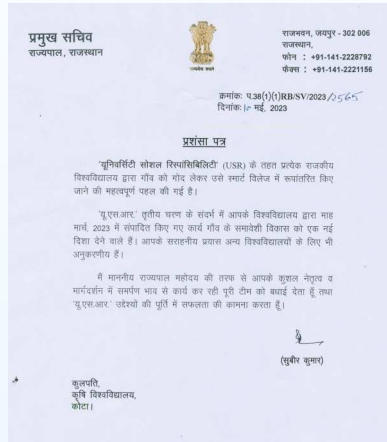 प्रमुख सचिव
राज्यपाल, राजस्थान
सत्यमेव जयते
राजभवन, जयपुर - 302 006
राजस्थान,
फोन : +91-141-2228792
फैक्स : +91-141-2221156
क्रमांक: प.38(1)(1)RB/SV/2023/2565
दिनांक: 10 मई, 2023
प्रशंसा पत्र
'यूनिवर्सिटी सोशल रिस्पांसिबिलिटी' (USR) के तहत प्रत्येक राजकीय
विश्वविद्यालय द्वारा गाँव को गोद लेकर उसे स्मार्ट विलेज में रूपांतरित किए
जाने की महत्वपूर्ण पहल की गई है।
'यू.एस.आर.' तृतीय चरण के संदर्भ में आपके विश्वविद्यालय द्वारा माह
मार्च, 2023 में संपादित किए गए कार्य गाँव के समावेशी विकास को एक नई
दिशा देने वाले हैं। आपके सराहनीय प्रयास अन्य विश्वविद्यालयों के लिए भी
अनुकरणीय हैं।
मैं माननीय राज्यपाल महोदय की तरफ से आपके कुशल नेतृत्व व
मार्गदर्शन में समर्पण भाव से कार्य कर रही पूरी टीम को बधाई देता हूँ तथा
'यू.एस.आर.' उद्देश्यों की पूर्ति में सफलता की कामना करता हूँ।
(सुबीर कुमार)
कुलपति,
कृषि विश्वविद्यालय,
कोटा।